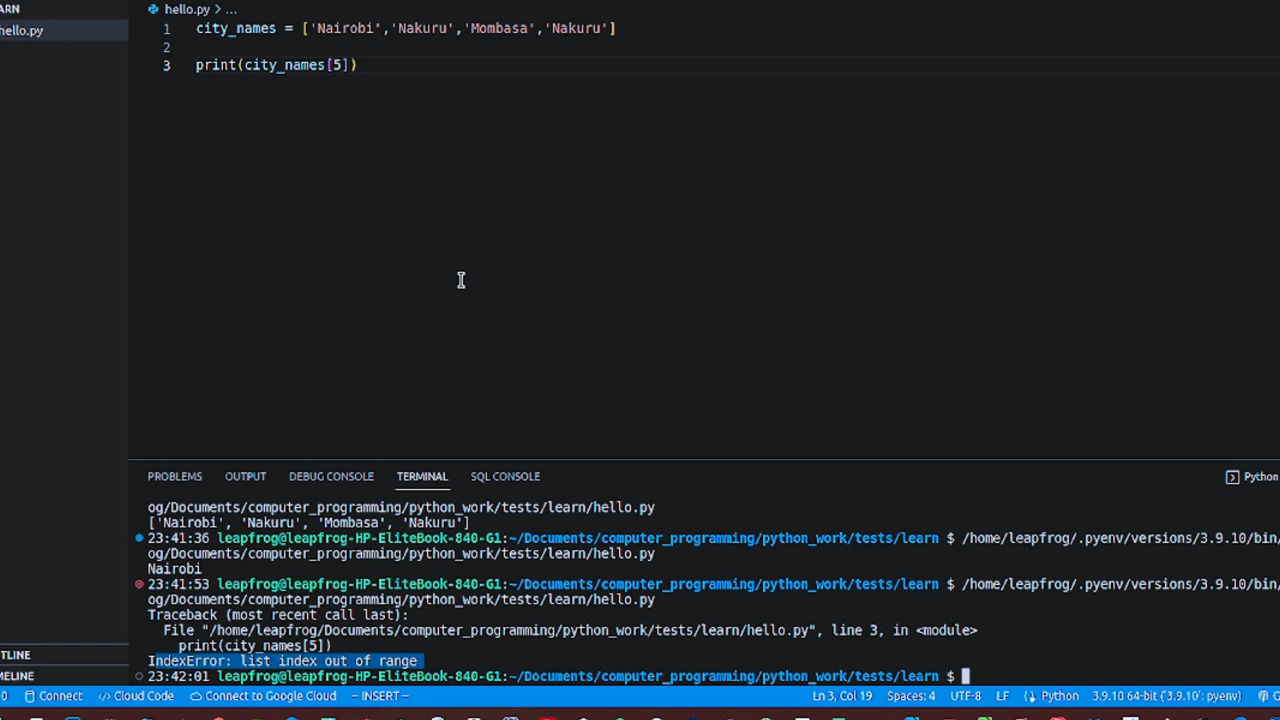 ARN
hello.py
hello.py > ...
1 city_names = ['Nairobi','Nakuru','Mombasa','Nakuru']
2
3 print(city_names[5])
PROBLEMS OUTPUT DEBUG CONSOLE TERMINAL SQL CONSOLE
Python
og/Documents/computer_programming/python_work/tests/learn/hello.py
['Nairobi', 'Nakuru', 'Mombasa', 'Nakuru']
23:41:36 leapfrog@leapfrog-HP-EliteBook-840-G1:~/Documents/computer_programming/python_work/tests/learn $ /home/leapfrog/.pyenv/versions/3.9.10/bin/
og/Documents/computer_programming/python_work/tests/learn/hello.py
Nairobi
23:41:53 leapfrog@leapfrog-HP-EliteBook-840-G1:~/Documents/computer_programming/python_work/tests/learn $ /home/leapfrog/.pyenv/versions/3.9.10/bin/
og/Documents/computer_programming/python_work/tests/learn/hello.py
Traceback (most recent call last):
File "/home/leapfrog/Documents/computer_programming/python_work/tests/learn/hello.py", line 3, in <module>
print(city_names[5])
IndexError: list index out of range
23:42:01 leapfrog@leapfrog-HP-EliteBook-840-G1:~/Documents/computer_programming/python_work/tests/learn $
TLINE
MELINE
0 Connect Cloud Code Connect to Google Cloud -- INSERT -- Ln 3, Col 19 Spaces: 4 UTF-8 LF Python 3.9.10 64-bit ('3.9.10': pyenv) G